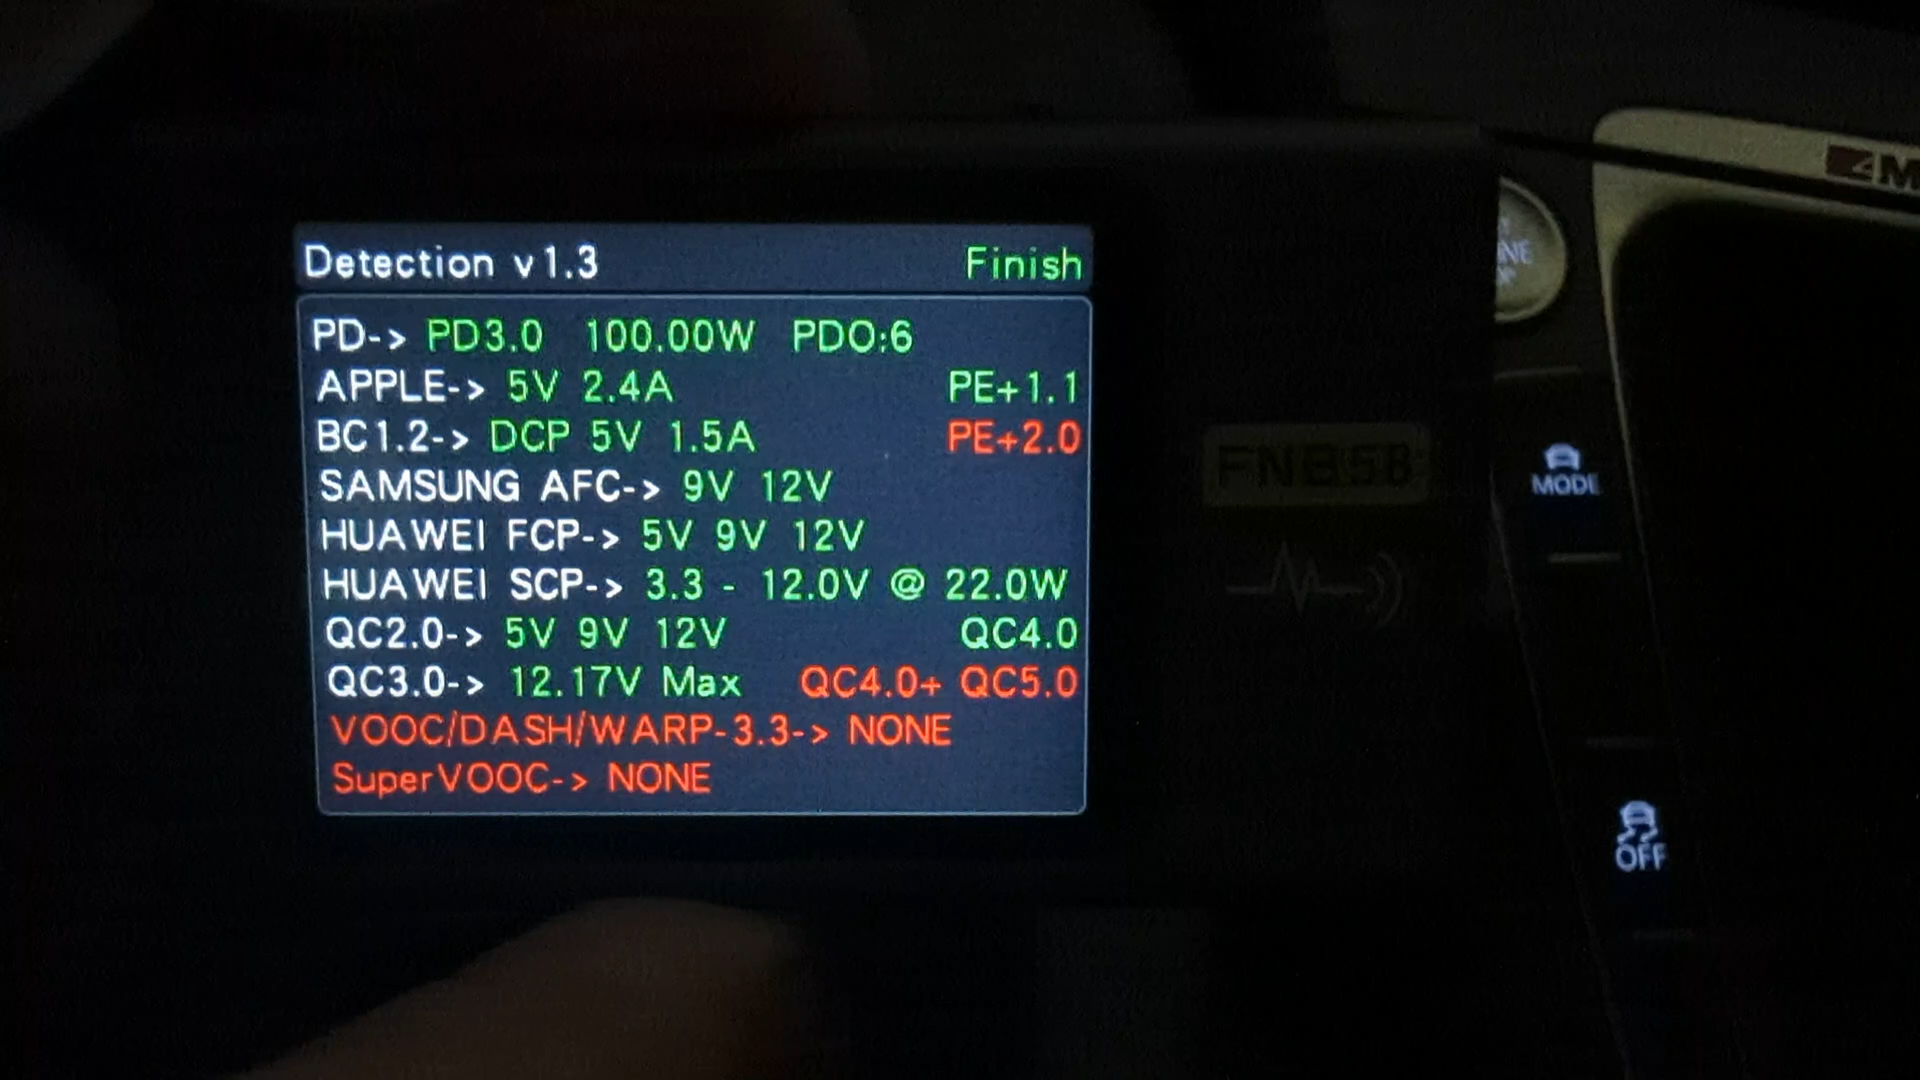 Detection v1.3 Finish
PD-> PD3.0 100.00W PDO:6
APPLE-> 5V 2.4A PE+1.1
BC1.2-> DCP 5V 1.5A PE+2.0
SAMSUNG AFC-> 9V 12V
HUAWEI FCP-> 5V 9V 12V
HUAWEI SCP-> 3.3 - 12.0V @ 22.0W
QC2.0-> 5V 9V 12V QC4.0
QC3.0-> 12.17V Max QC4.0+ QC5.0
VOOC/DASH/WARP-3.3-> NONE
SuperVOOC-> NONE
FNB58
MODE
OFF